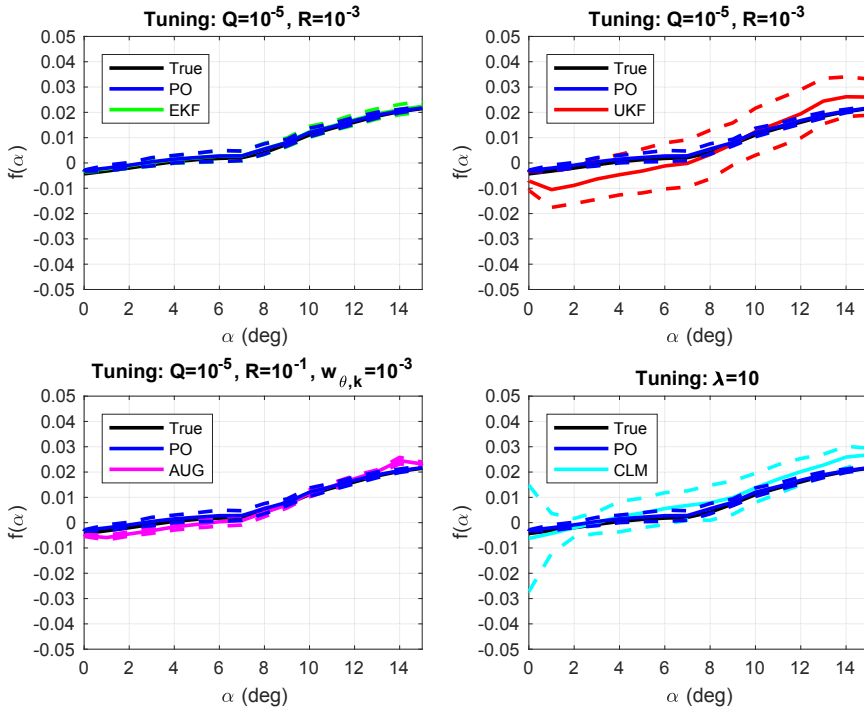 Tuning: Q=10⁻⁵, R=10⁻³
0.05
0.04
0.03
0.02
0.01
0
-0.01
-0.02
-0.03
-0.04
-0.05
f(α)
True
PO
EKF
0 2 4 6 8 10 12 14
α (deg)
Tuning: Q=10⁻⁵, R=10⁻³
0.05
0.04
0.03
0.02
0.01
0
-0.01
-0.02
-0.03
-0.04
-0.05
f(α)
True
PO
UKF
0 2 4 6 8 10 12 14
α (deg)
Tuning: Q=10⁻⁵, R=10⁻¹, w_{θ,k}=10⁻³
0.05
0.04
0.03
0.02
0.01
0
-0.01
-0.02
-0.03
-0.04
-0.05
f(α)
True
PO
AUG
0 2 4 6 8 10 12 14
α (deg)
Tuning: λ=10
0.05
0.04
0.03
0.02
0.01
0
-0.01
-0.02
-0.03
-0.04
-0.05
f(α)
True
PO
CLM
0 2 4 6 8 10 12 14
α (deg)